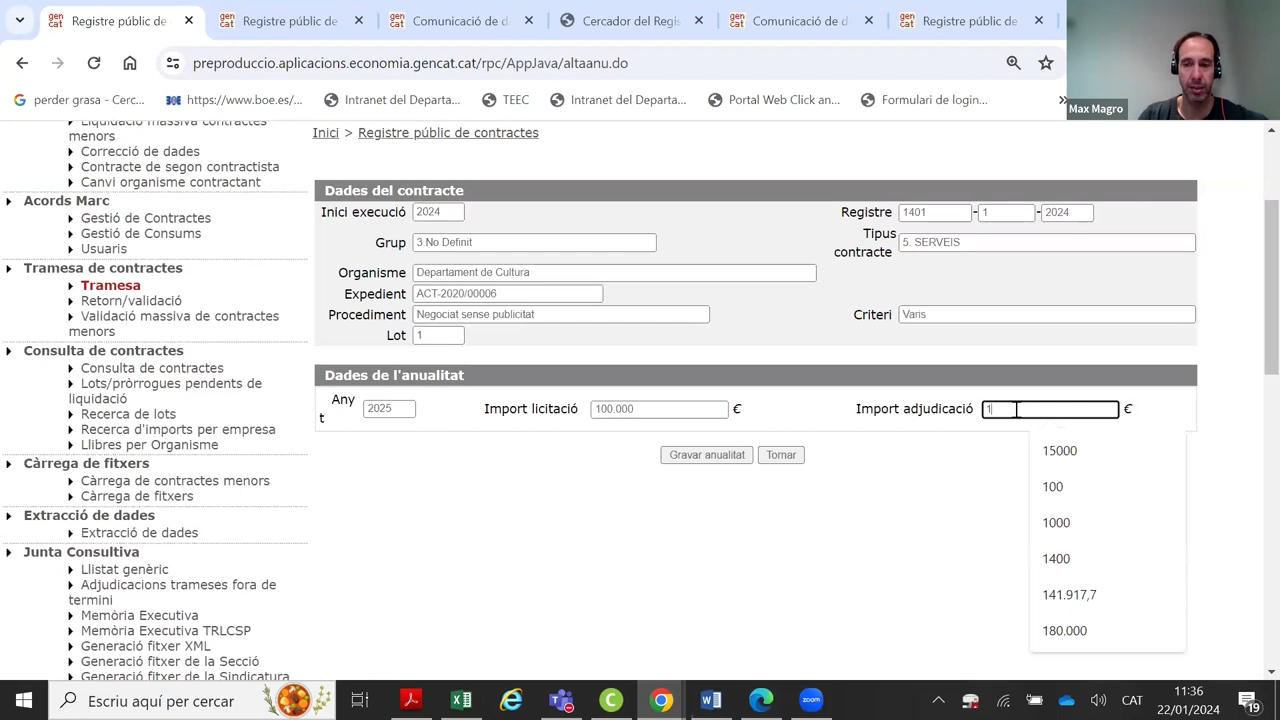 gen cat
Registre públic de
gen cat
Registre públic de
gen cat
Comunicació de d
Cercador del Regis
gen cat
Comunicació de d
gen cat
Registre públic de
preproduccio.aplicacions.economia.gencat.cat/rpc/AppJava/altaanu.do
perder grasa - Cerc...
https://www.boe.es/...
Intranet del Departa...
TEEC
Intranet del Departa...
Portal Web Click an...
Formulari de login...
Max Magro
Liquidació massiva contractes
menors
Correcció de dades
Contracte de segon contractista
Canvi organisme contractant
Acords Marc
Gestió de Contractes
Gestió de Consums
Usuaris
Tramesa de contractes
Tramesa
Retorn/validació
Validació massiva de contractes
menors
Consulta de contractes
Consulta de contractes
Lots/pròrrogues pendents de
liquidació
Recerca de lots
Recerca d'imports per empresa
Llibres per Organisme
Càrrega de fitxers
Càrrega de contractes menors
Càrrega de fitxers
Extracció de dades
Extracció de dades
Junta Consultiva
Llistat genèric
Adjudicacions trameses fora de
termini
Memòria Executiva
Memòria Executiva TRLCSP
Generació fitxer XML
Generació fitxer de la Secció
Generació fitxer de la Sindicatura
Inici > Registre públic de contractes
Dades del contracte
Inici execució 2024
Registre 1401 - 1 - 2024
Grup 3.No Definit
Tipus
contracte 5. SERVEIS
Organisme Departament de Cultura
Expedient ACT-2020/00006
Procediment Negociat sense publicitat
Criteri Varis
Lot 1
Dades de l'anualitat
Any
t 2025
Import licitació 100.000 €
Import adjudicació 1 €
15000
100
1000
1400
141.917,7
180.000
Gravar anualitat
Tornar
Escriu aquí per cercar
CAT
11:36
22/01/2024
19
zoom